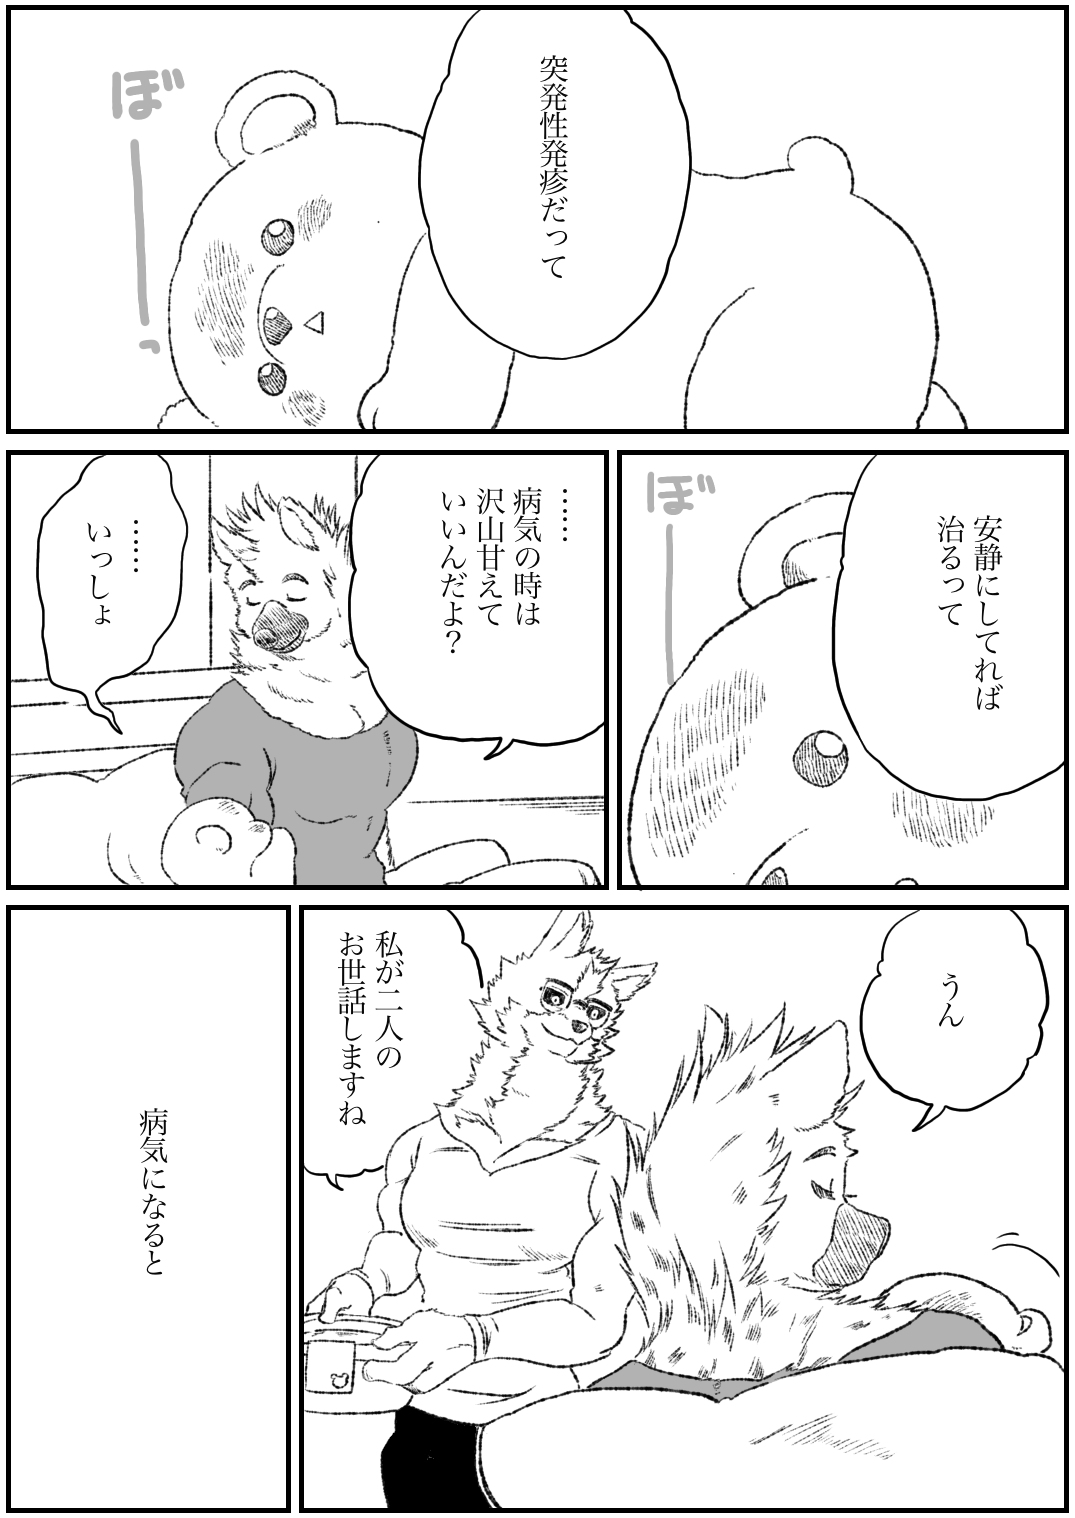 突発性発疹だって
ぼーっ
安静にしてれば
治るって
ぼー
……
病気の時は
沢山甘えて
いいんだよ？
……
いっしょ
うん
私が二人の
お世話しますね
病気になると